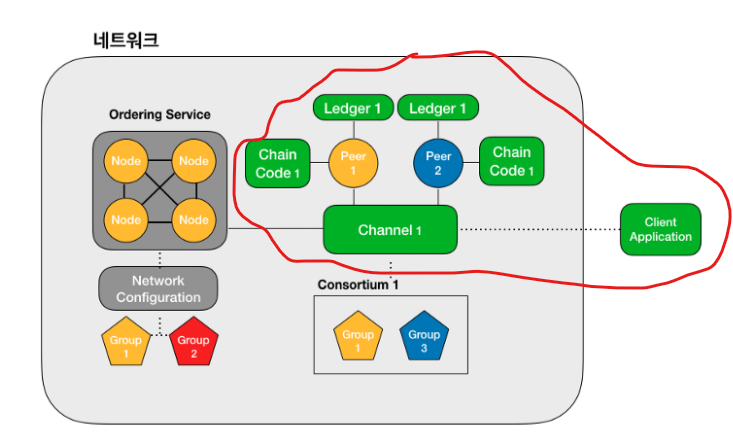 네트워크
Ordering Service
Node
Node
Node
Node
Network
Configuration
Group
1
Group
2
Ledger 1
Ledger 1
Chain
Code 1
Peer
1
Peer
2
Chain
Code 1
Channel 1
Client
Application
Consortium 1
Group
1
Group
3